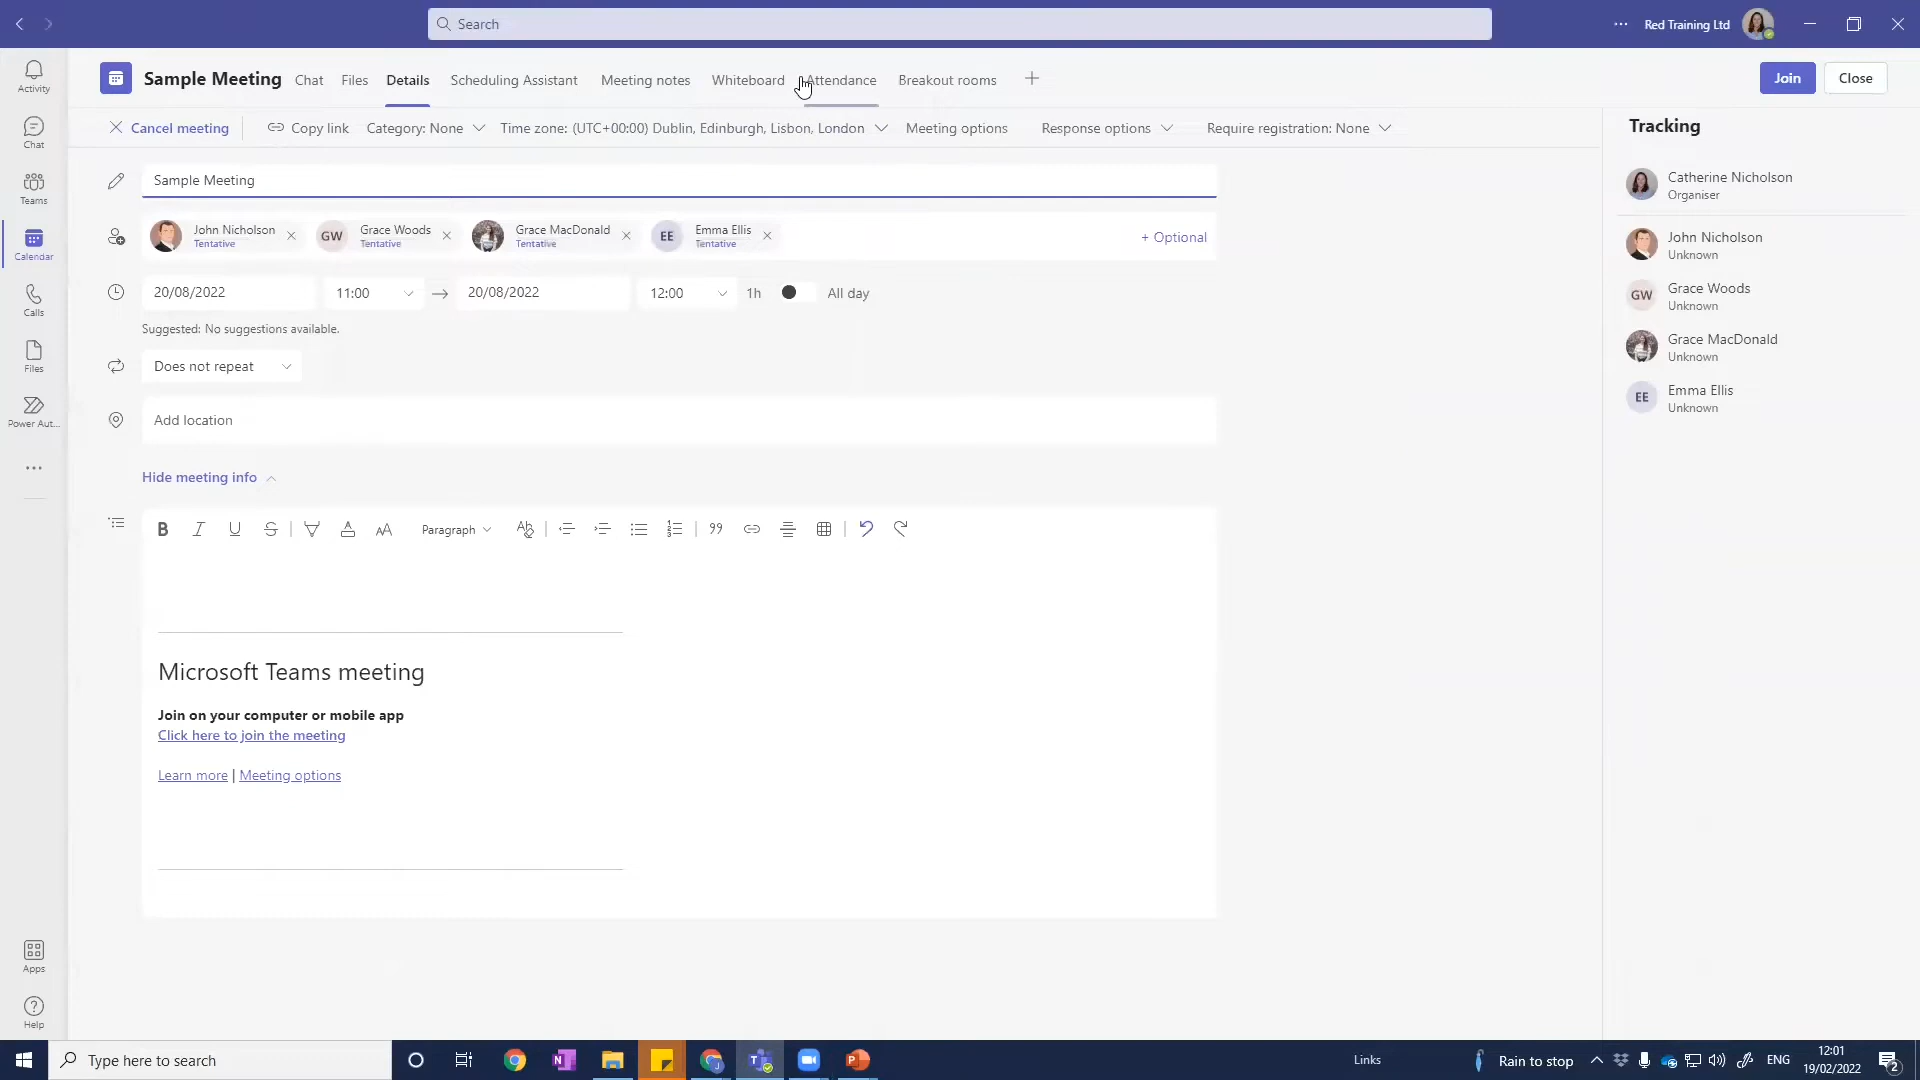 Search
Red Training Ltd
Activity
Chat
Teams
Calendar
Calls
Files
Power Aut...
Apps
Help
Sample Meeting Chat Files Details Scheduling Assistant Meeting notes Whiteboard Attendance Breakout rooms
Join Close
Cancel meeting Copy link Category: None Time zone: (UTC+00:00) Dublin, Edinburgh, Lisbon, London Meeting options Response options Require registration: None
Sample Meeting
John Nicholson
Tentative
GW
Grace Woods
Tentative
Grace MacDonald
Tentative
EE
Emma Ellis
Tentative
+ Optional
20/08/2022 11:00 → 20/08/2022 12:00 1h All day
Suggested: No suggestions available.
Does not repeat
Add location
Hide meeting info
Paragraph
Microsoft Teams meeting
Join on your computer or mobile app
Click here to join the meeting
Learn more | Meeting options
Tracking
Catherine Nicholson
Organiser
John Nicholson
Unknown
GW
Grace Woods
Unknown
Grace MacDonald
Unknown
EE
Emma Ellis
Unknown
Type here to search
Links
Rain to stop
ENG
12:01
19/02/2022
2